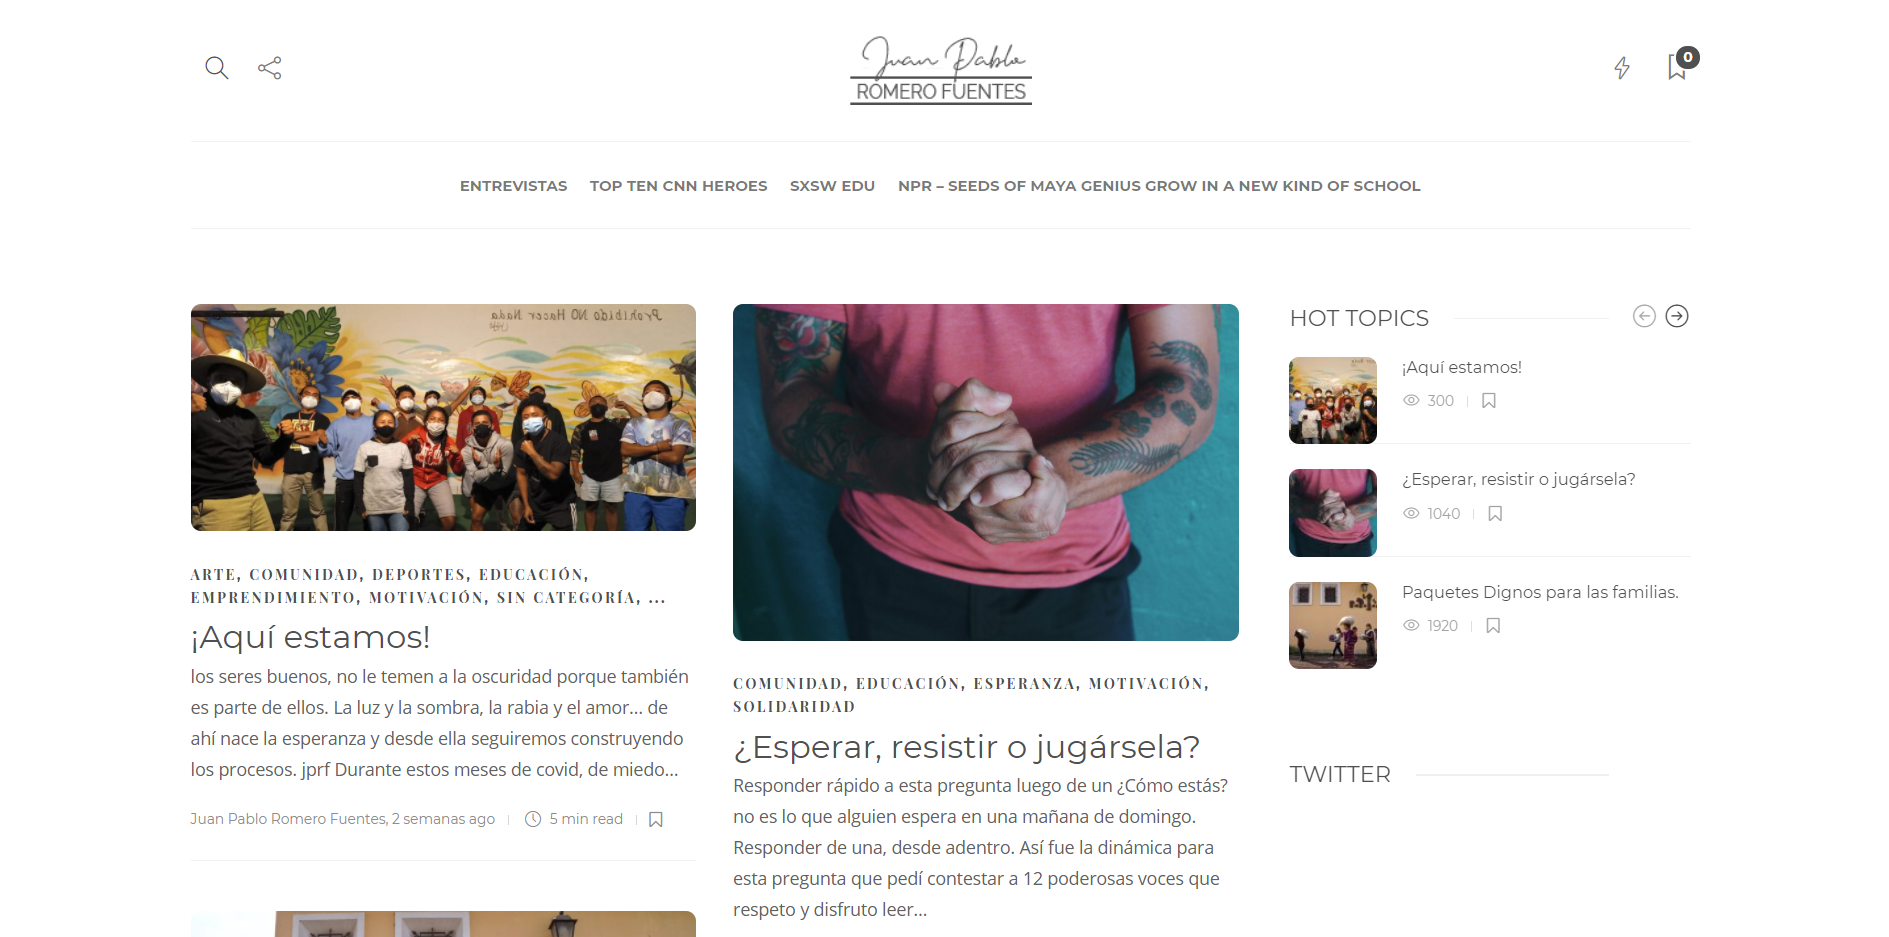 Juan Pablo
ROMERO FUENTES
0
ENTREVISTAS TOP TEN CNN HEROES SXSW EDU NPR – SEEDS OF MAYA GENIUS GROW IN A NEW KIND OF SCHOOL
Prohibido NO Hacer Nada
ARTE, COMUNIDAD, DEPORTES, EDUCACIÓN,
EMPRENDIMIENTO, MOTIVACIÓN, SIN CATEGORÍA, ...
¡Aquí estamos!
los seres buenos, no le temen a la oscuridad porque también
es parte de ellos. La luz y la sombra, la rabia y el amor... de
ahí nace la esperanza y desde ella seguiremos construyendo
los procesos. jprf Durante estos meses de covid, de miedo...
Juan Pablo Romero Fuentes, 2 semanas ago 5 min read
COMUNIDAD, EDUCACIÓN, ESPERANZA, MOTIVACIÓN,
SOLIDARIDAD
¿Esperar, resistir o jugársela?
Responder rápido a esta pregunta luego de un ¿Cómo estás?
no es lo que alguien espera en una mañana de domingo.
Responder de una, desde adentro. Así fue la dinámica para
esta pregunta que pedí contestar a 12 poderosas voces que
respeto y disfruto leer...
HOT TOPICS
¡Aquí estamos!
300
¿Esperar, resistir o jugársela?
1040
Paquetes Dignos para las familias.
1920
TWITTER